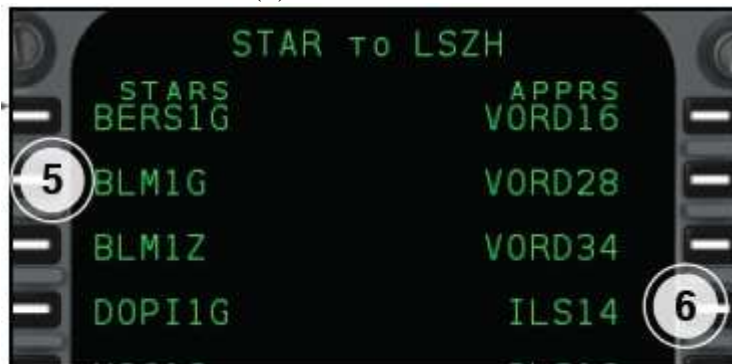 STAR TO LSZH
STARS APPRS
BERS1G VORD16
5 BLM1G VORD28
BLM1Z VORD34
DOPI1G ILS14 6